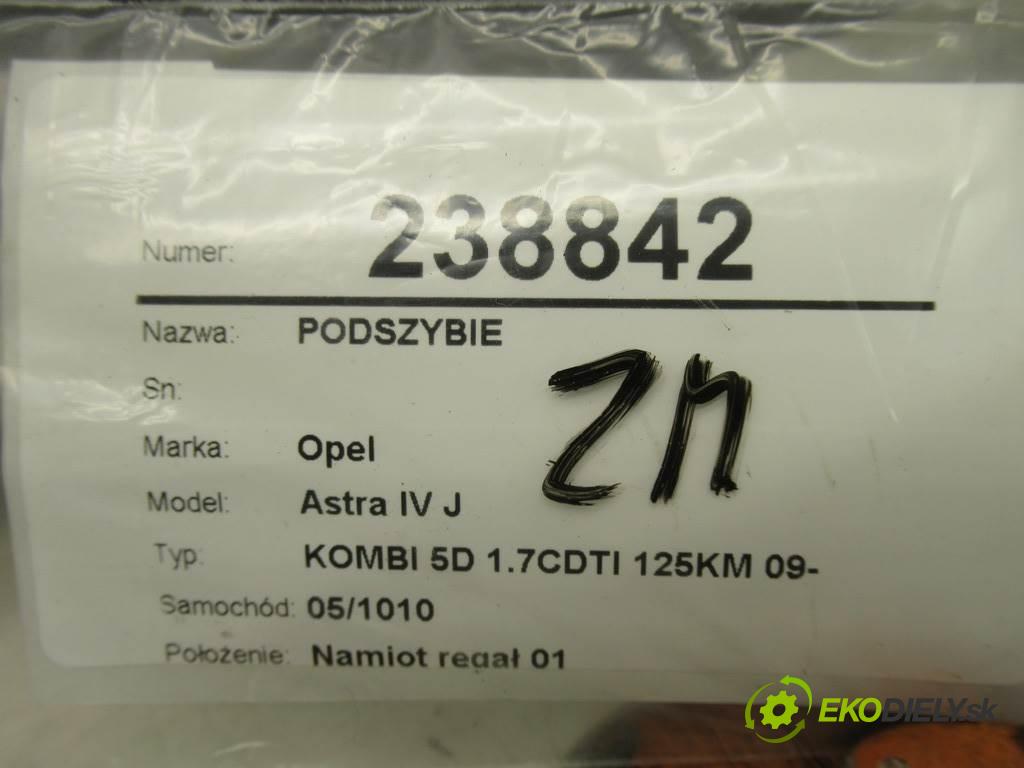 Numer: 238842
Nazwa: PODSZYBIE
Sn:
ZM
Marka: Opel
Model: Astra IV J
Typ: KOMBI 5D 1.7CDTI 125KM 09-
Samochód: 05/1010
Położenie: Namiot regał 01
EKODIELY.sk